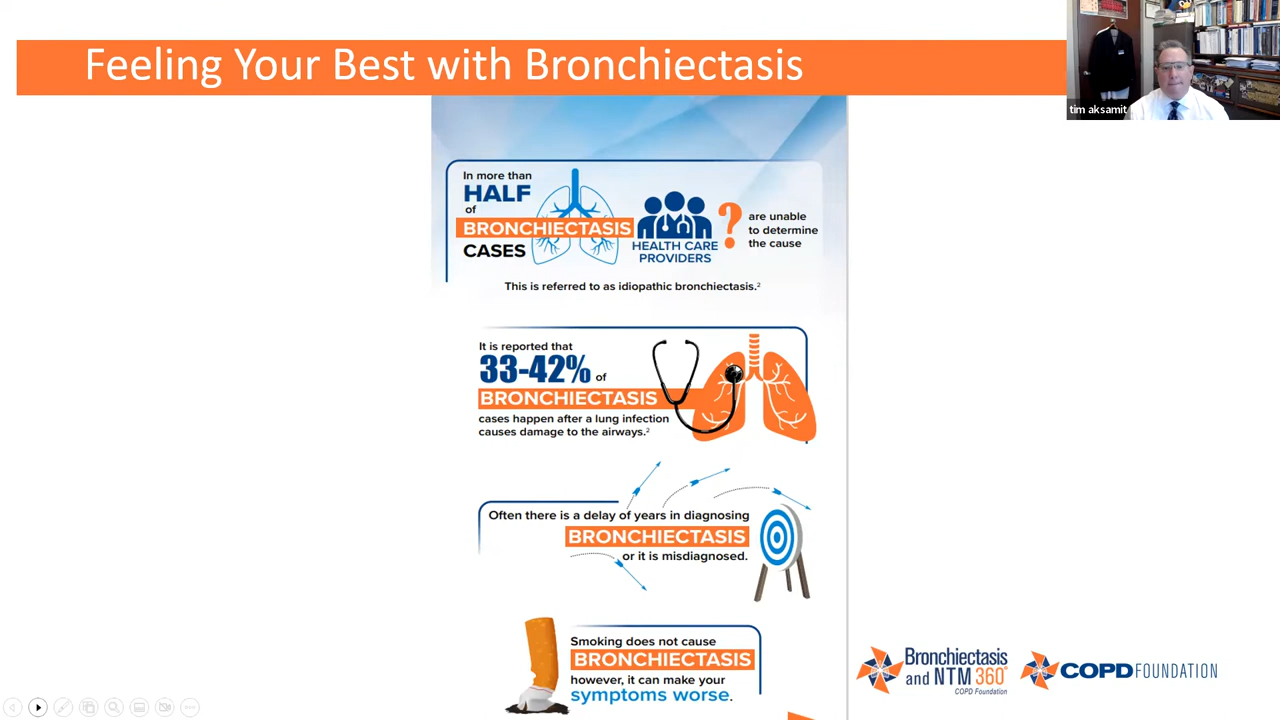 Feeling Your Best with Bronchiectasis
tim aksamit
In more than
HALF
of
BRONCHIECTASIS
CASES
HEALTH CARE
PROVIDERS
?
are unable
to determine
the cause
This is referred to as idiopathic bronchiectasis.²
It is reported that
33-42% of
BRONCHIECTASIS
cases happen after a lung infection
causes damage to the airways.²
Often there is a delay of years in diagnosing
BRONCHIECTASIS
or it is misdiagnosed.
Smoking does not cause
BRONCHIECTASIS
however, it can make your
symptoms worse.
Bronchiectasis
and NTM 360°
COPD Foundation
COPD FOUNDATION